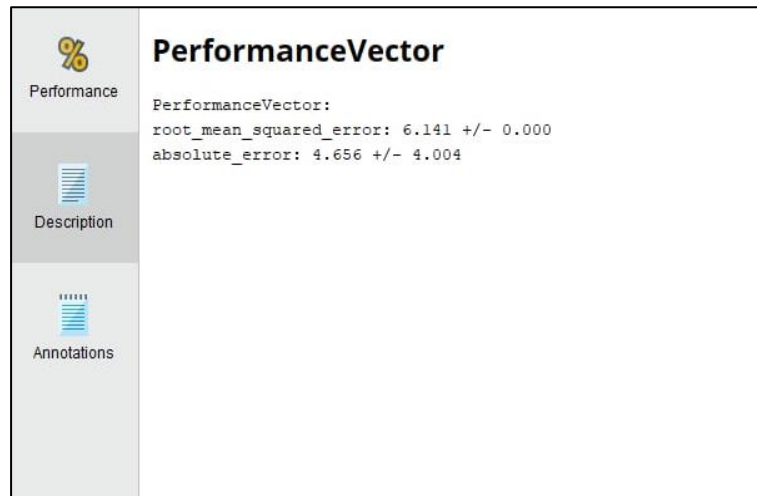 Performance
Description
Annotations
PerformanceVector
PerformanceVector:
root_mean_squared_error: 6.141 +/- 0.000
absolute_error: 4.656 +/- 4.004